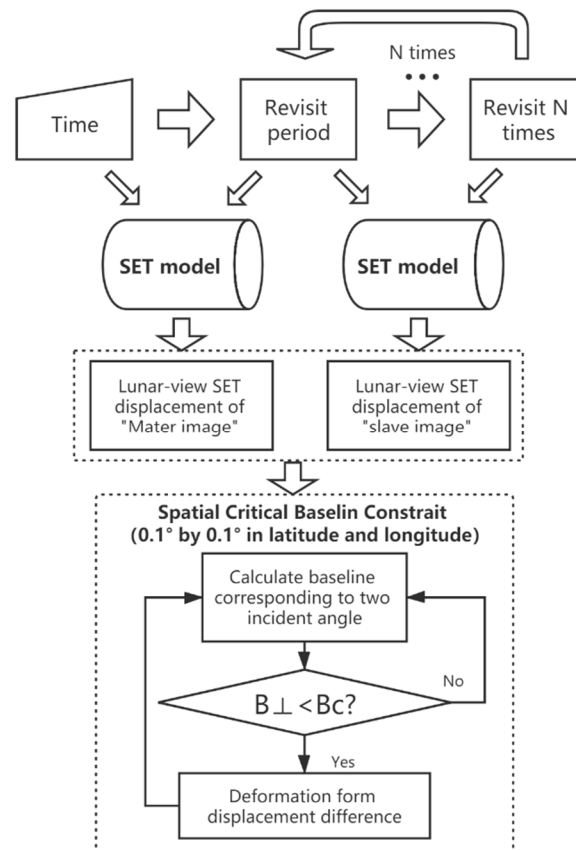 N times
•••
Time
Revisit
period
Revisit N
times
SET model
SET model
Lunar-view SET
displacement of
"Mater image"
Lunar-view SET
displacement of
"slave image"
Spatial Critical Baselin Constrait
(0.1° by 0.1° in latitude and longitude)
Calculate baseline
corresponding to two
incident angle
No
B⊥<Bc?
Yes
Deformation form
displacement difference